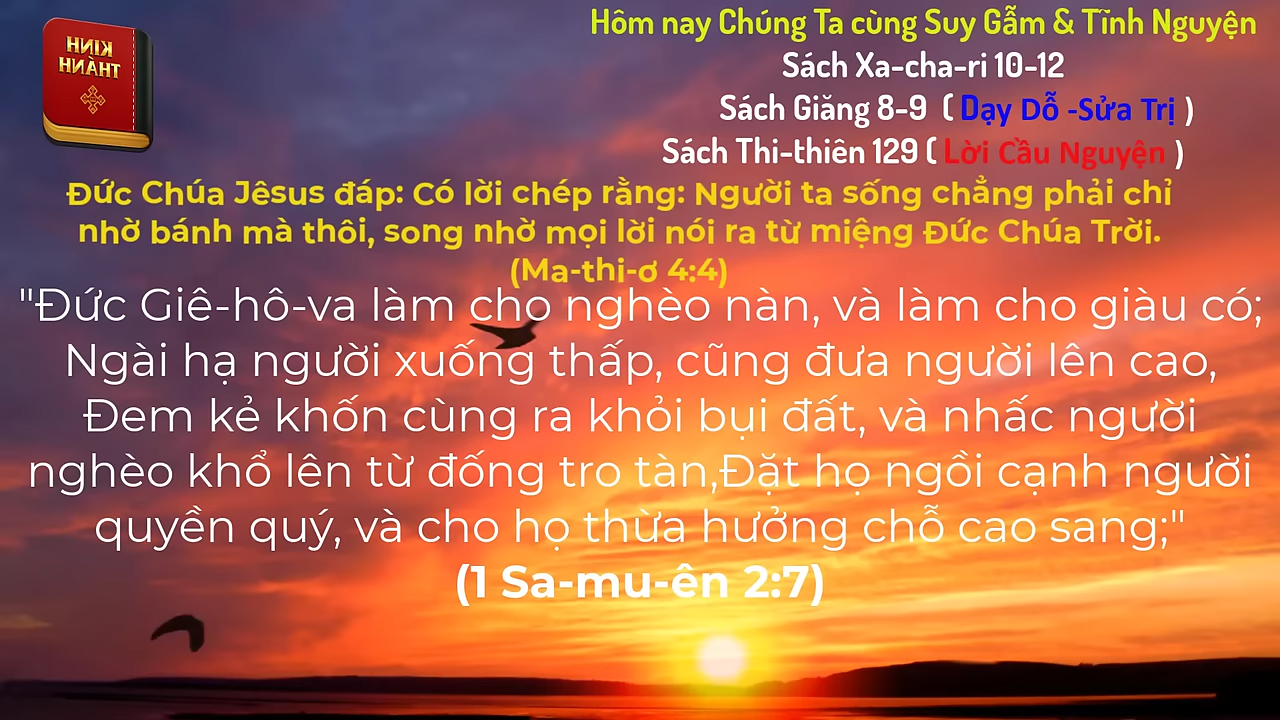 KINH
THÁNH
Hôm nay Chúng Ta cùng Suy Gẫm & Tĩnh Nguyện
Sách Xa-cha-ri 10-12
Sách Giăng 8-9 ( Dạy Dỗ -Sửa Trị )
Sách Thi-thiên 129 ( Lời Cầu Nguyện )
Đức Chúa Jêsus đáp: Có lời chép rằng: Người ta sống chẳng phải chỉ
nhờ bánh mà thôi, song nhờ mọi lời nói ra từ miệng Đức Chúa Trời.
(Ma-thi-ơ 4:4)
"Đức Giê-hô-va làm cho nghèo nàn, và làm cho giàu có;
Ngài hạ người xuống thấp, cũng đưa người lên cao,
Đem kẻ khốn cùng ra khỏi bụi đất, và nhấc người
nghèo khổ lên từ đống tro tàn,Đặt họ ngồi cạnh người
quyền quý, và cho họ thừa hưởng chỗ cao sang;"
(1 Sa-mu-ên 2:7)